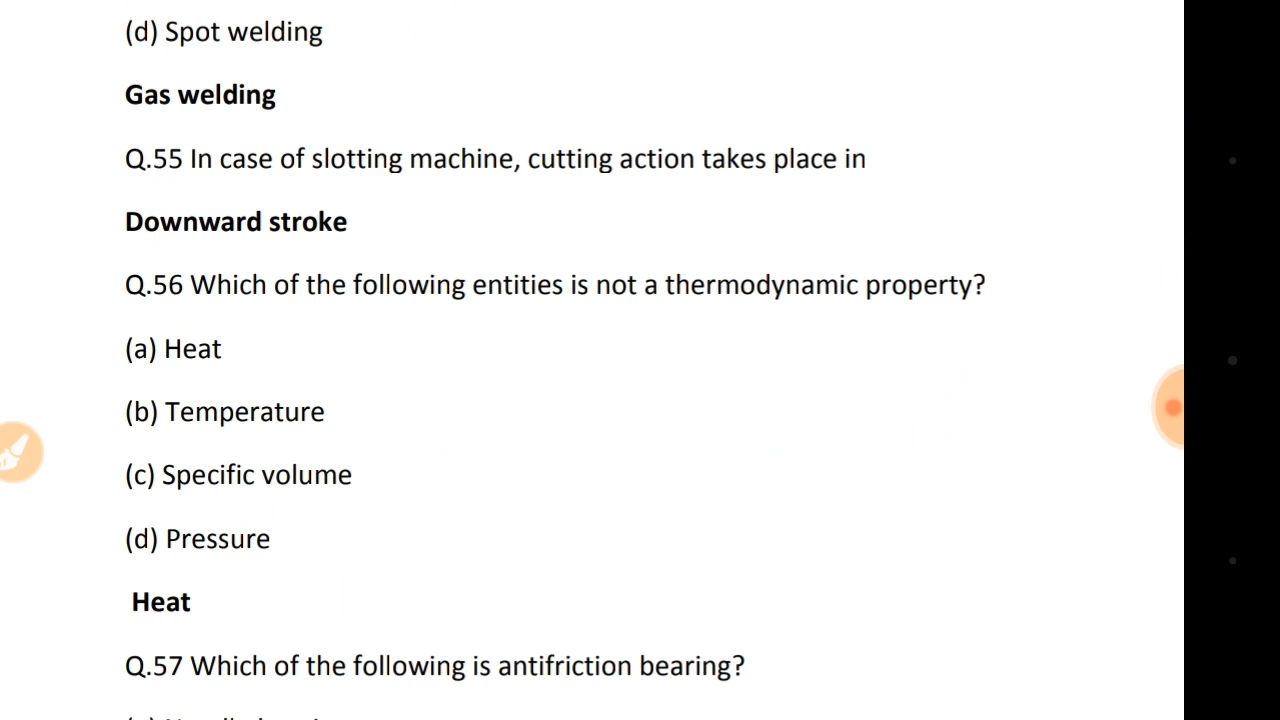 (d) Spot welding
Gas welding
Q.55 In case of slotting machine, cutting action takes place in
Downward stroke
Q.56 Which of the following entities is not a thermodynamic property?
(a) Heat
(b) Temperature
(c) Specific volume
(d) Pressure
Heat
Q.57 Which of the following is antifriction bearing?